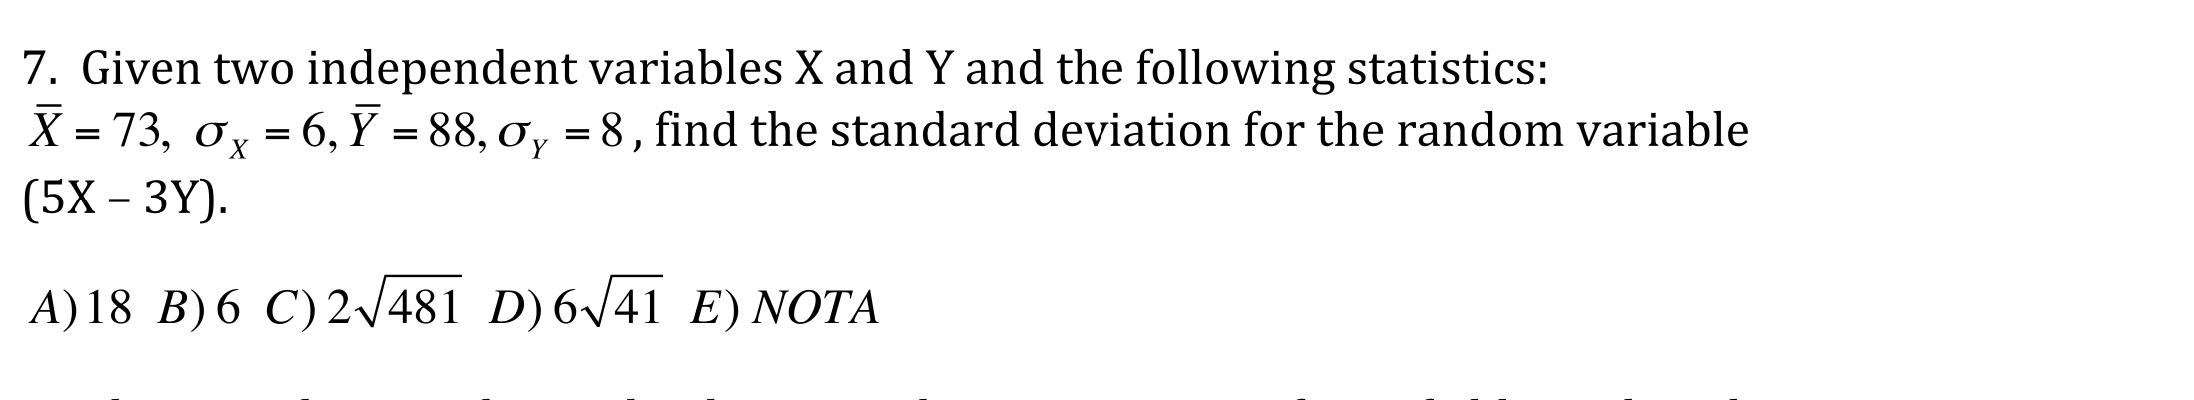 7. Given two independent variables X and Y and the following statistics:
X̅ = 73, σ_X = 6, Y̅ = 88, σ_Y = 8, find the standard deviation for the random variable
(5X – 3Y).
A) 18 B) 6 C) 2√481 D) 6√41 E) NOTA